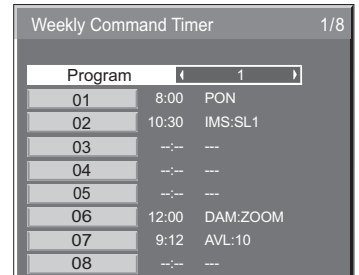 Weekly Command Timer 1/8
Program 1
01 8:00 PON
02 10:30 IMS:SL1
03 --:-- ---
04 --:-- ---
05 --:-- ---
06 12:00 DAM:ZOOM
07 9:12 AVL:10
08 --:-- ---